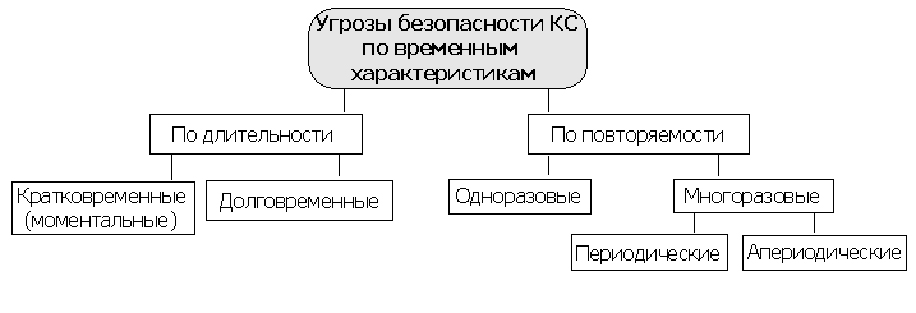 Угрозы безопасности КС
по временным
характеристикам
По длительности
По повторяемости
Кратковременные
(моментальные)
Долговременные
Одноразовые
Многоразовые
Периодические
Апериодические